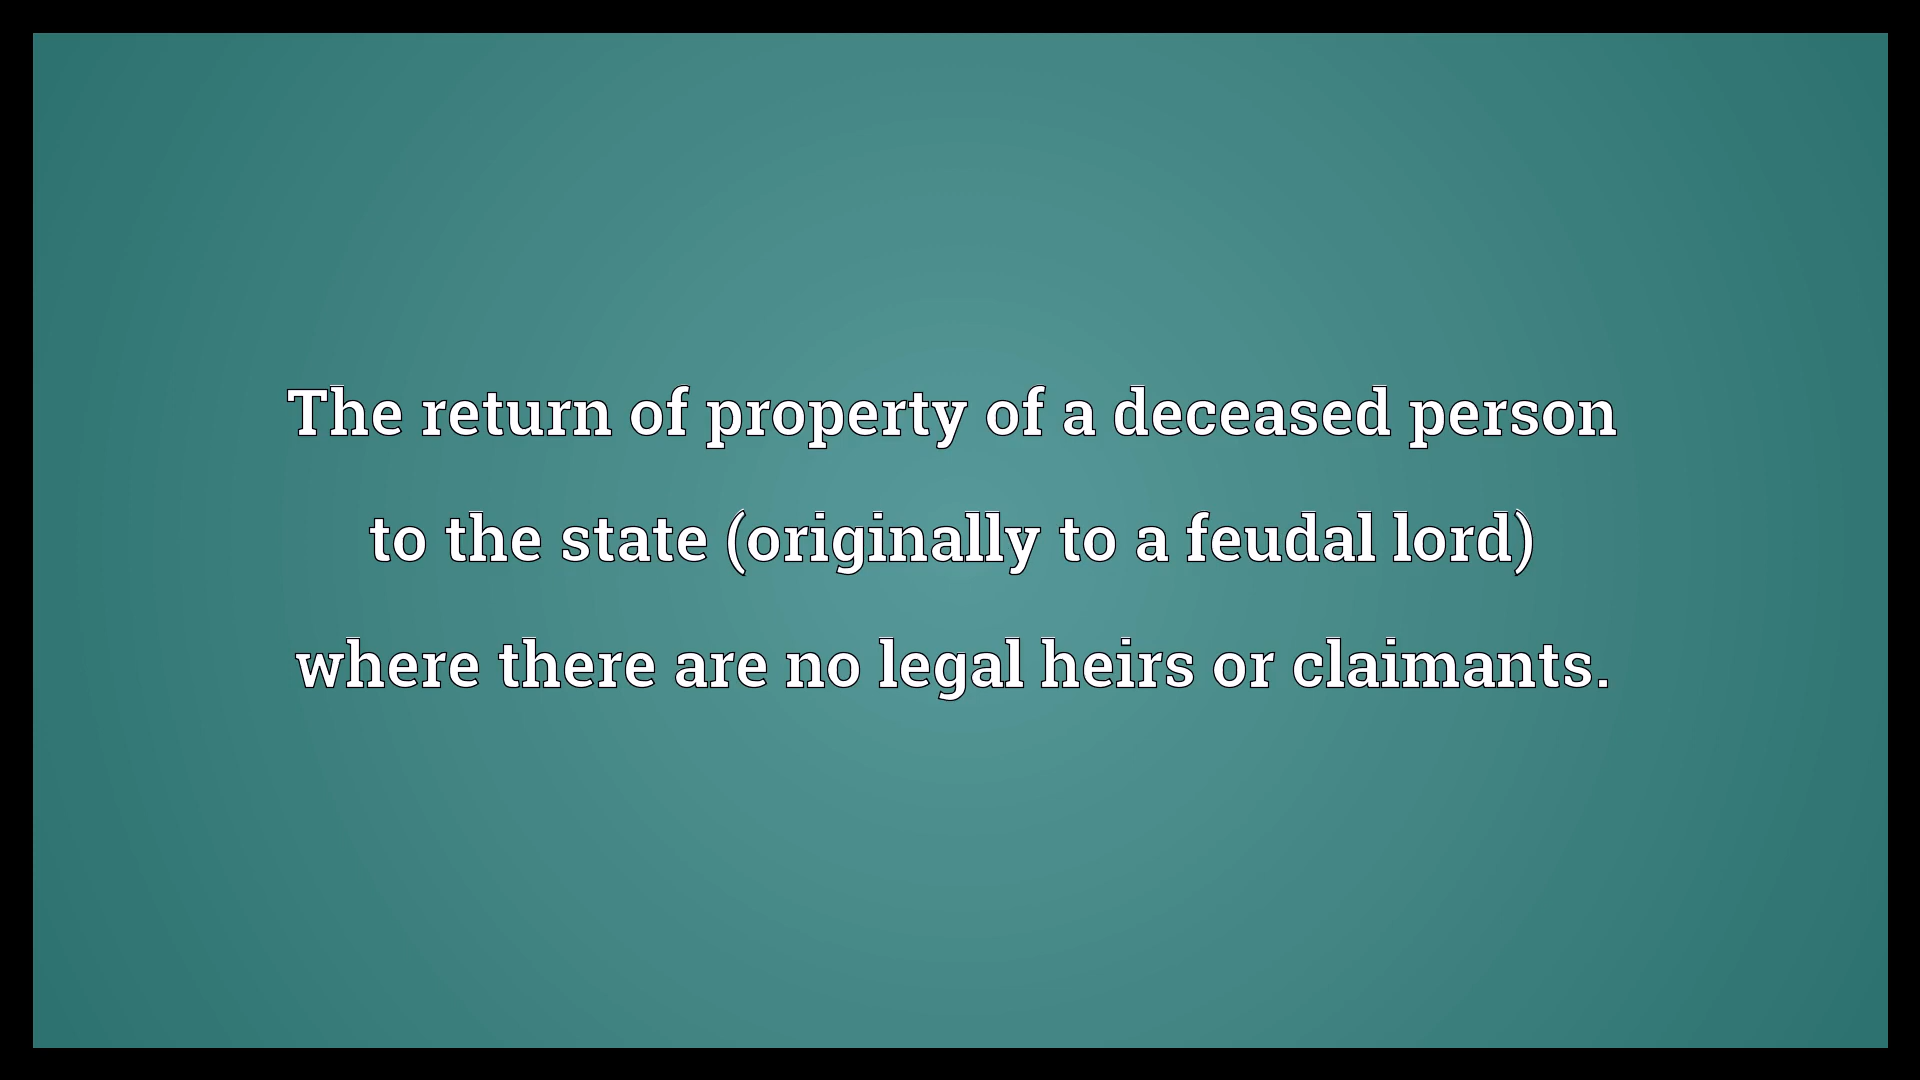 The return of property of a deceased person
to the state (originally to a feudal lord)
where there are no legal heirs or claimants.